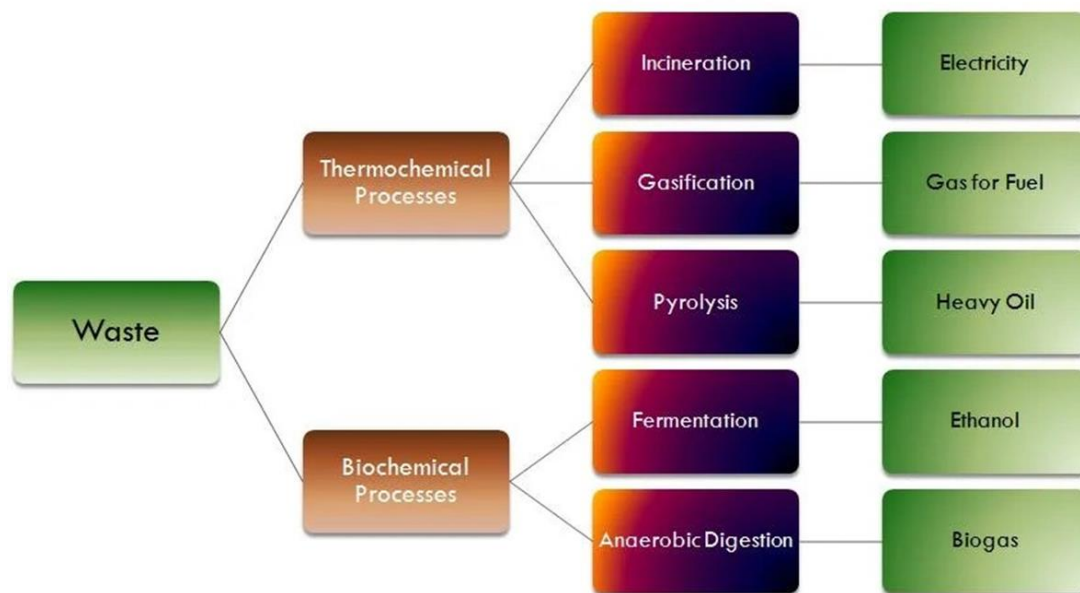 Waste
Thermochemical
Processes
Biochemical
Processes
Incineration
Gasification
Pyrolysis
Fermentation
Anaerobic Digestion
Electricity
Gas for Fuel
Heavy Oil
Ethanol
Biogas